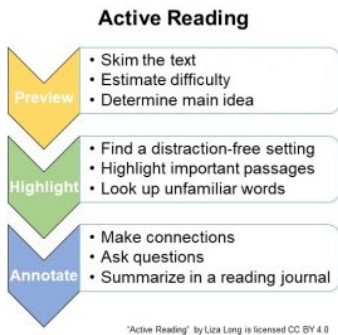 Active Reading
Preview
• Skim the text
• Estimate difficulty
• Determine main idea
Highlight
• Find a distraction-free setting
• Highlight important passages
• Look up unfamiliar words
Annotate
• Make connections
• Ask questions
• Summarize in a reading journal
"Active Reading" by Liza Long is licensed CC BY 4.0